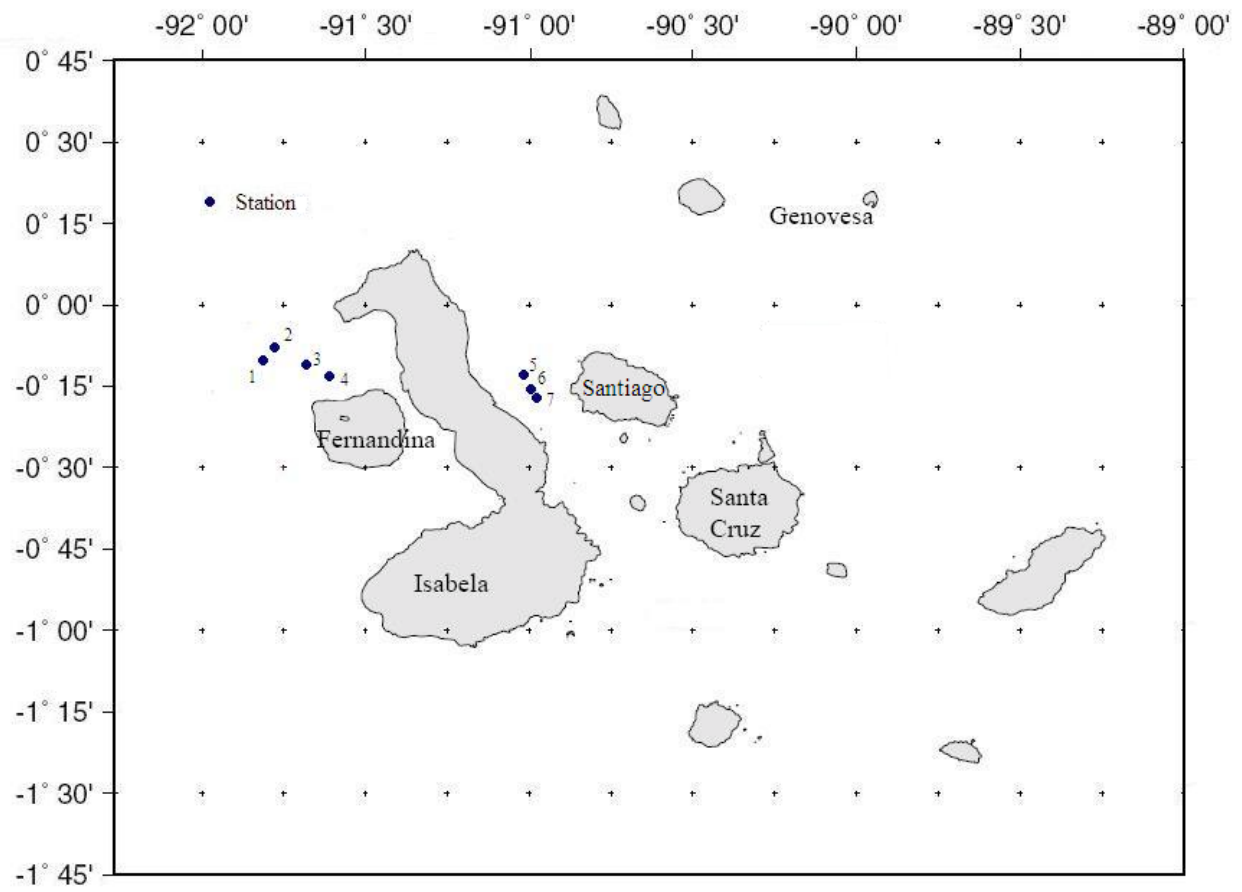 -92° 00' -91° 30' -91° 00' -90° 30' -90° 00' -89° 30' -89° 00'
0° 45'
0° 30'
Station
0° 15'
Genovesa
0° 00'
2
3
5
1
4
6
-0° 15'
7
Santiago
Fernandina
-0° 30'
Santa
Cruz
-0° 45'
Isabela
-1° 00'
-1° 15'
-1° 30'
-1° 45'